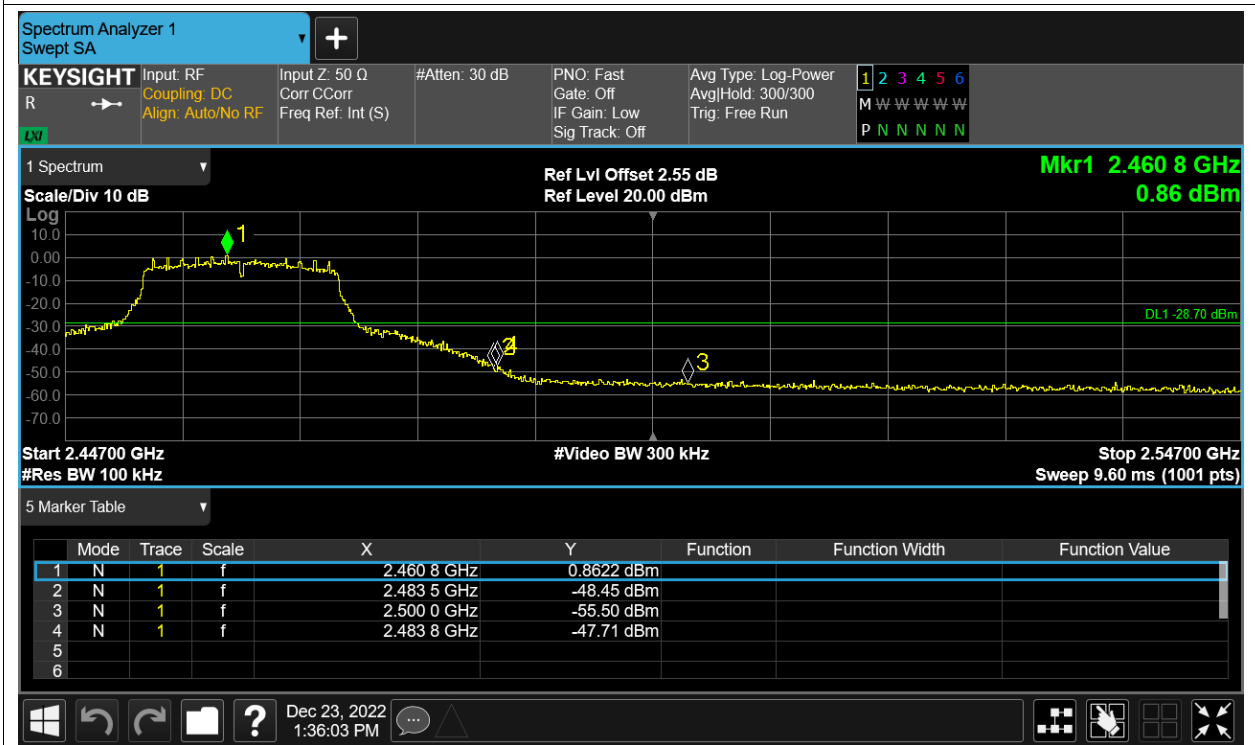 Spectrum Analyzer 1
Swept SA
+
KEYSIGHT Input: RF Input Z: 50 Ω #Atten: 30 dB PNO: Fast Avg Type: Log-Power 1 2 3 4 5 6
R Coupling: DC Corr CCorr Gate: Off Avg|Hold: 300/300 M W W W W W W
Align: Auto/No RF Freq Ref: Int (S) IF Gain: Low Trig: Free Run
LXI Sig Track: Off P N N N N N
1 Spectrum Ref Lvl Offset 2.55 dB Mkr1 2.460 8 GHz
Scale/Div 10 dB Ref Level 20.00 dBm 0.86 dBm
Log
1
10.0
0.00
-10.0
-20.0
DL1 -28.70 dBm
-30.0
-40.0
2 4
3
-50.0
-60.0
-70.0
Start 2.44700 GHz #Video BW 300 kHz Stop 2.54700 GHz
#Res BW 100 kHz Sweep 9.60 ms (1001 pts)
5 Marker Table
Mode Trace Scale X Y Function Function Width Function Value
1 N 1 f 2.460 8 GHz 0.8622 dBm
2 N 1 f 2.483 5 GHz -48.45 dBm
3 N 1 f 2.500 0 GHz -55.50 dBm
4 N 1 f 2.483 8 GHz -47.71 dBm
5
6
? Dec 23, 2022
1:36:03 PM